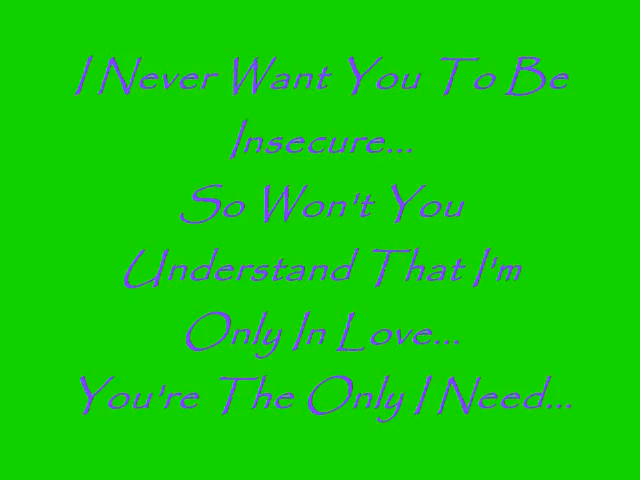 I Never Want You To Be
Insecure...
So Won't You
Understand That I'm
Only In Love...
You're The Only I Need...